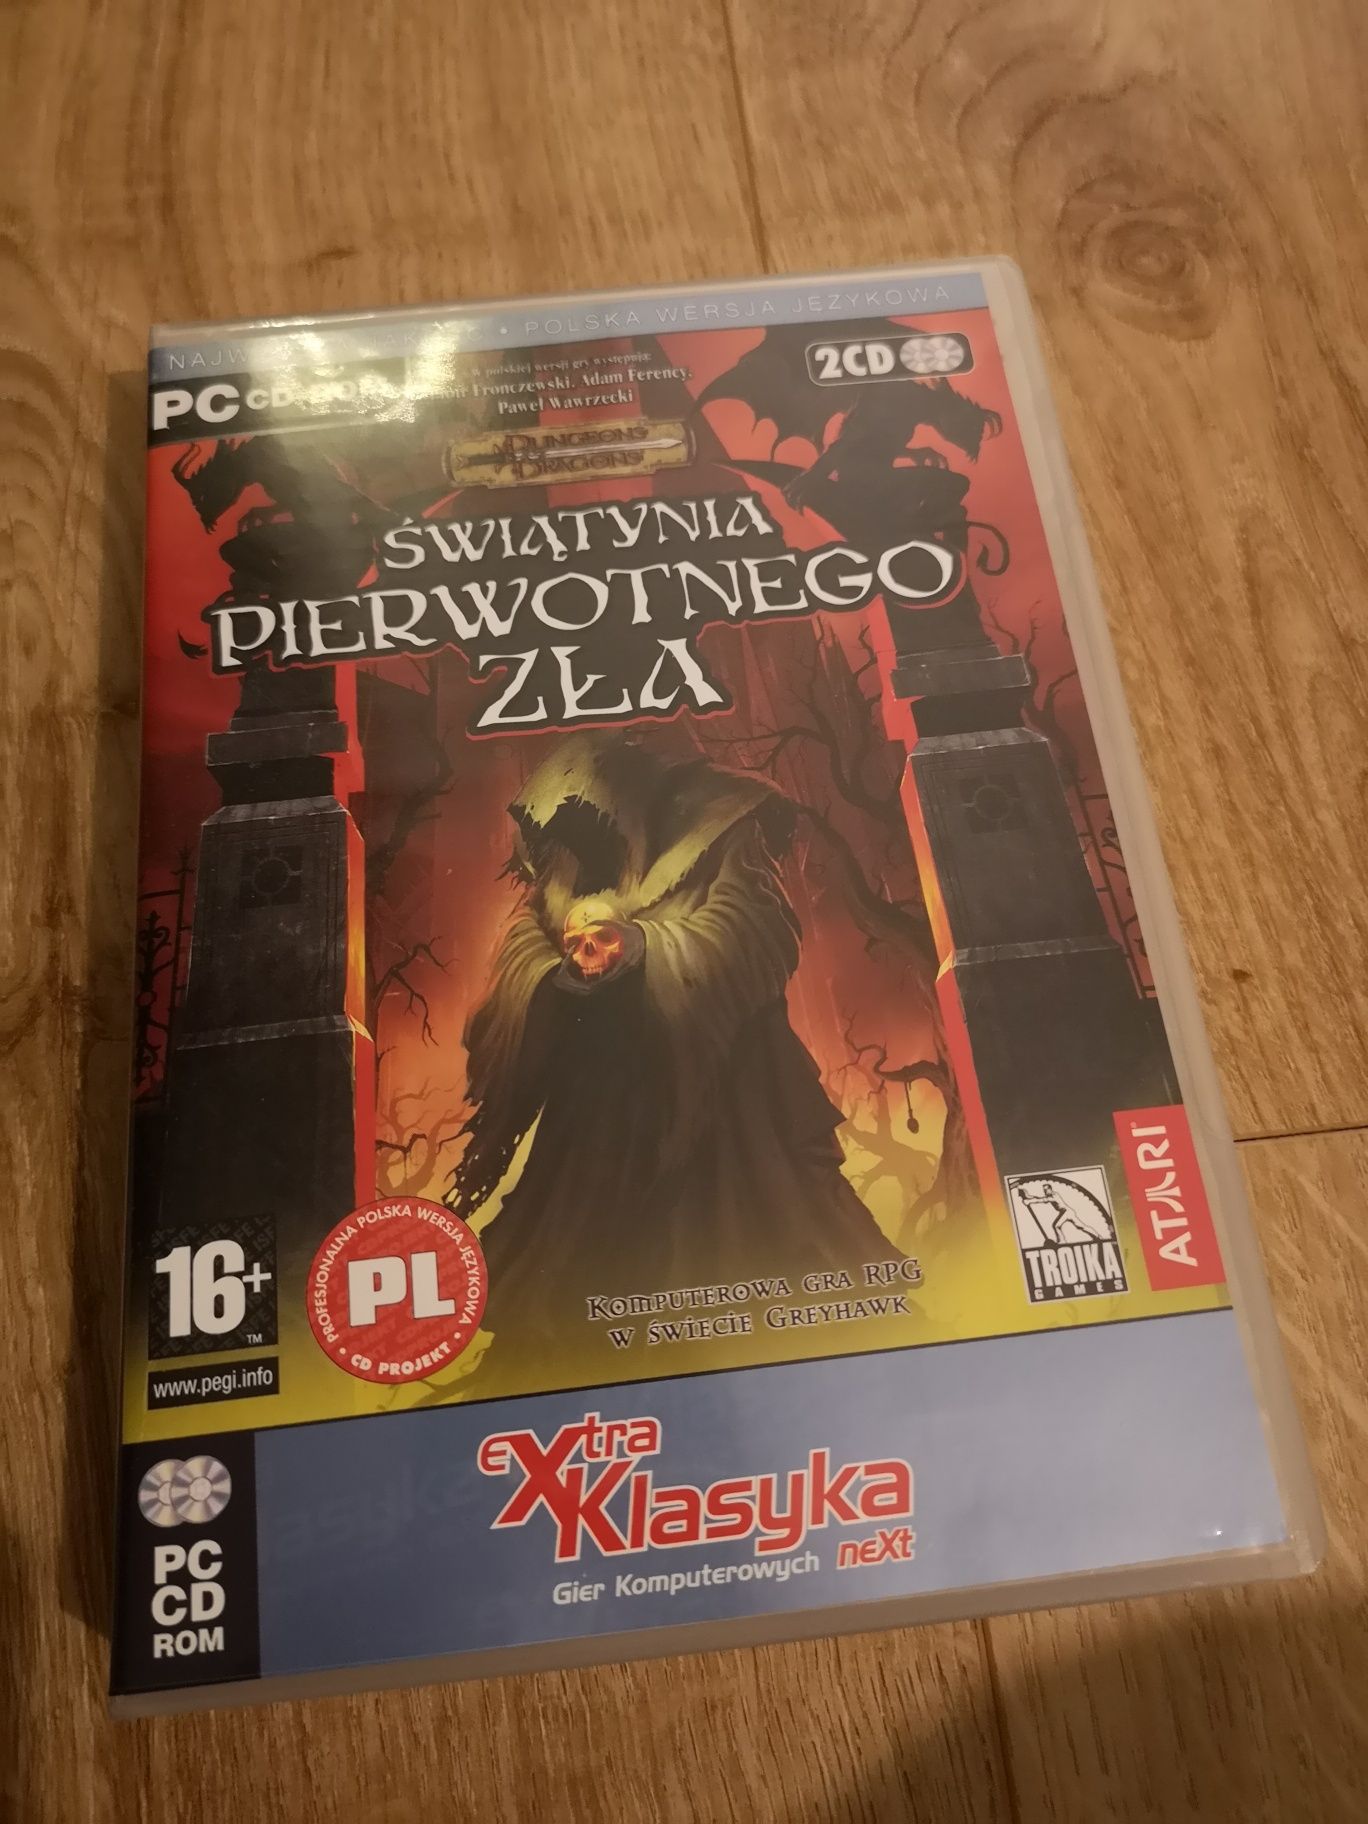 POLSKA WERSJA JĘZYKOWA
PC CD
w polskiej wersji gry występują:
Fronczewski, Adam Ferency,
Paweł Wawrzecki
2CD
DUNGEONS
& DRAGONS
ŚWIĄTYNIA
PIERWOTNEGO
ZŁA
16+
TM
www.pegi.info
PROFESJONALNA POLSKA WERSJA JĘZYKOWA
PL
• CD PROJEKT •
KOMPUTEROWA GRA RPG
W ŚWIECIE GREYHAWK
TROIKA
GAMES
ATARI®
PC
CD
ROM
eXtra
Klasyka
Gier Komputerowych neXt